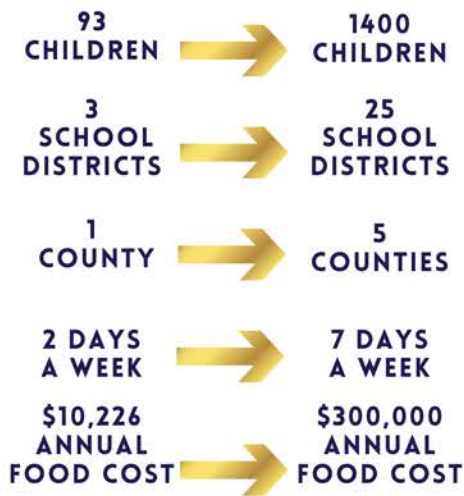 93
CHILDREN
1400
CHILDREN
3
SCHOOL
DISTRICTS
25
SCHOOL
DISTRICTS
1
COUNTY
5
COUNTIES
2 DAYS
A WEEK
7 DAYS
A WEEK
$10,226
ANNUAL
FOOD COST
$300,000
ANNUAL
FOOD COST